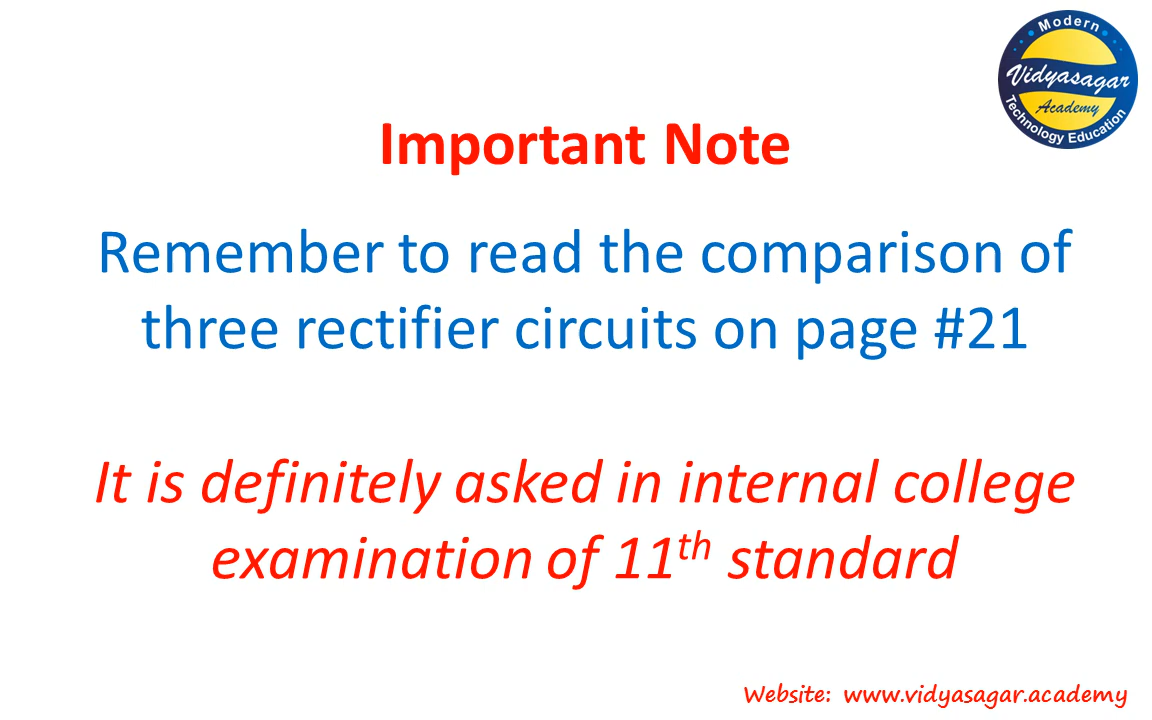 Modern
Vidyasagar
Academy
Technology Education
Important Note
Remember to read the comparison of
three rectifier circuits on page #21
It is definitely asked in internal college
examination of 11th standard
Website: www.vidyasagar.academy